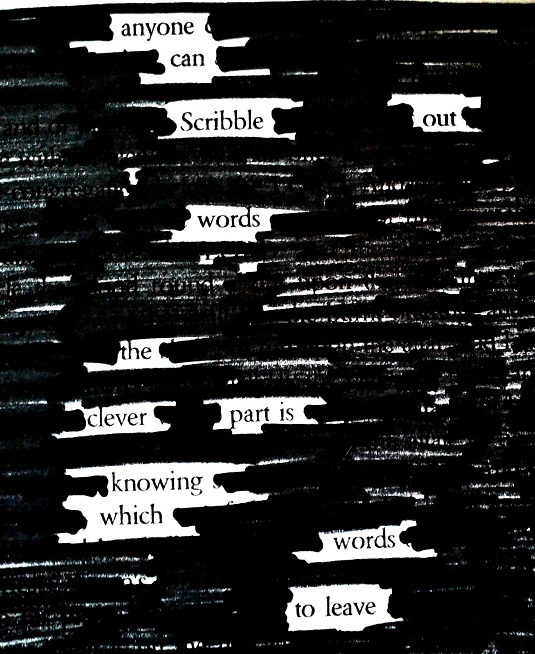 anyone
can
Scribble out
words
the
clever part is
knowing
which
words
to leave